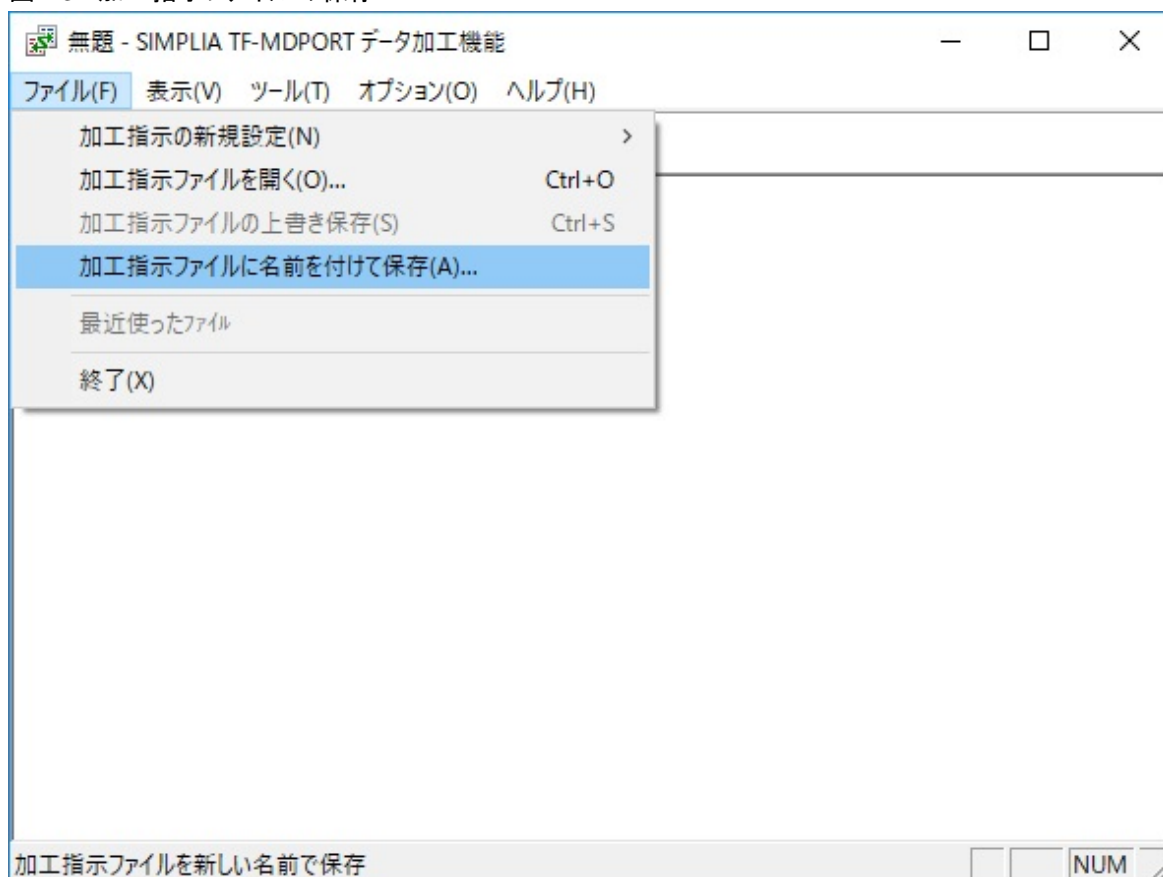 無題 - SIMPLIA TF-MDPORT データ加工機能
ファイル(F) 表示(V) ツール(T) オプション(O) ヘルプ(H)
加工指示の新規設定(N) >
加工指示ファイルを開く(O)... Ctrl+O
加工指示ファイルの上書き保存(S) Ctrl+S
加工指示ファイルに名前を付けて保存(A)...
最近使ったﾌｧｲﾙ
終了(X)
加工指示ファイルを新しい名前で保存 NUM